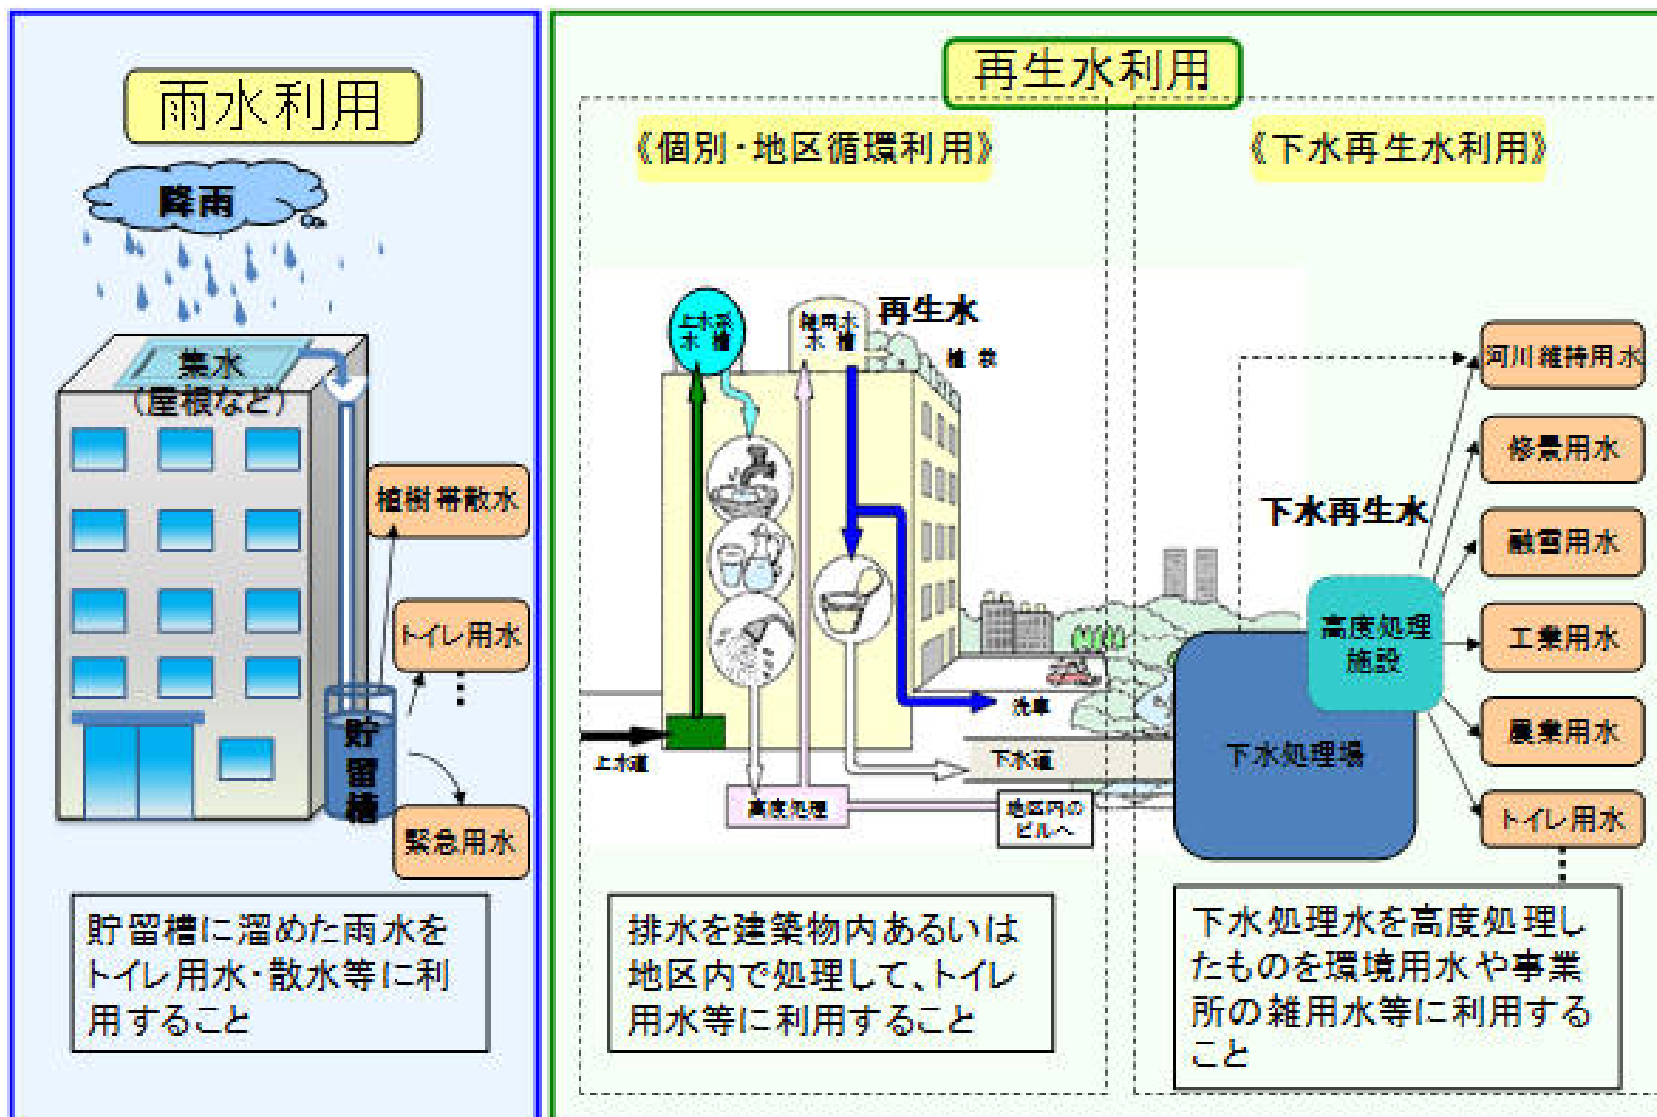 雨水利用
降雨
集水
(屋根など)
植樹帯散水
トイレ用水
貯留槽
緊急用水
貯留槽に溜めた雨水を
トイレ用水・散水等に利
用すること
再生水利用
《個別・地区循環利用》
上水系
水槽
雑用水
水槽
再生水
植栽
洗車
上水道
下水道
高度処理
地区内の
ビルへ
排水を建築物内あるいは
地区内で処理して、トイレ
用水等に利用すること
《下水再生水利用》
下水再生水
高度処理
施設
下水処理場
河川維持用水
修景用水
融雪用水
工業用水
農業用水
トイレ用水
下水処理水を高度処理し
たものを環境用水や事業
所の雑用水等に利用する
こと